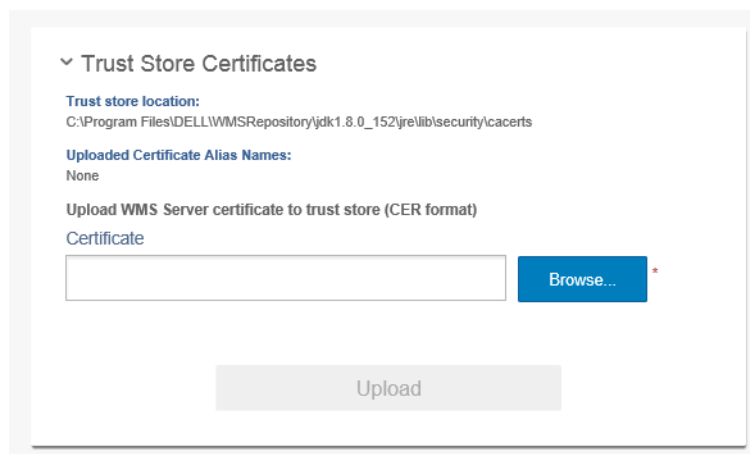 Trust Store Certificates
Trust store location:
C:\Program Files\DELL\WMSRepository\jdk1.8.0_152\jre\lib\security\cacerts
Uploaded Certificate Alias Names:
None
Upload WMS Server certificate to trust store (CER format)
Certificate
Browse... *
Upload